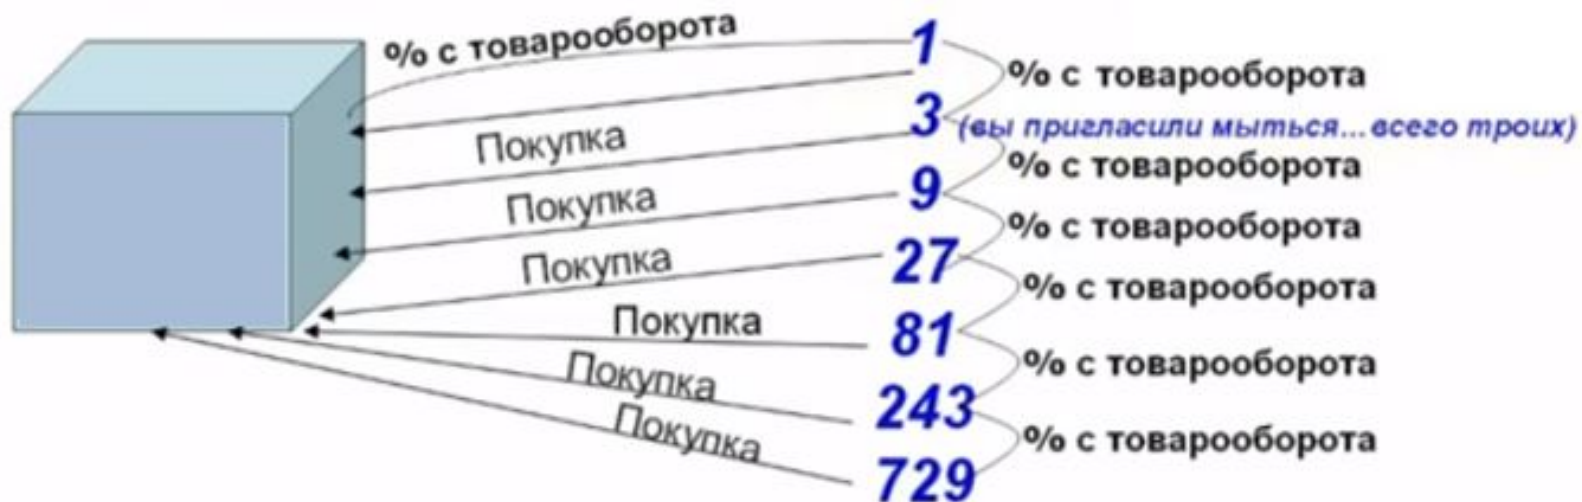 % с товарооборота
1
% с товарооборота
Покупка
3 (вы пригласили мыться... всего троих)
% с товарооборота
Покупка
9
% с товарооборота
Покупка
27
% с товарооборота
Покупка
81
% с товарооборота
Покупка
243
% с товарооборота
Покупка
729